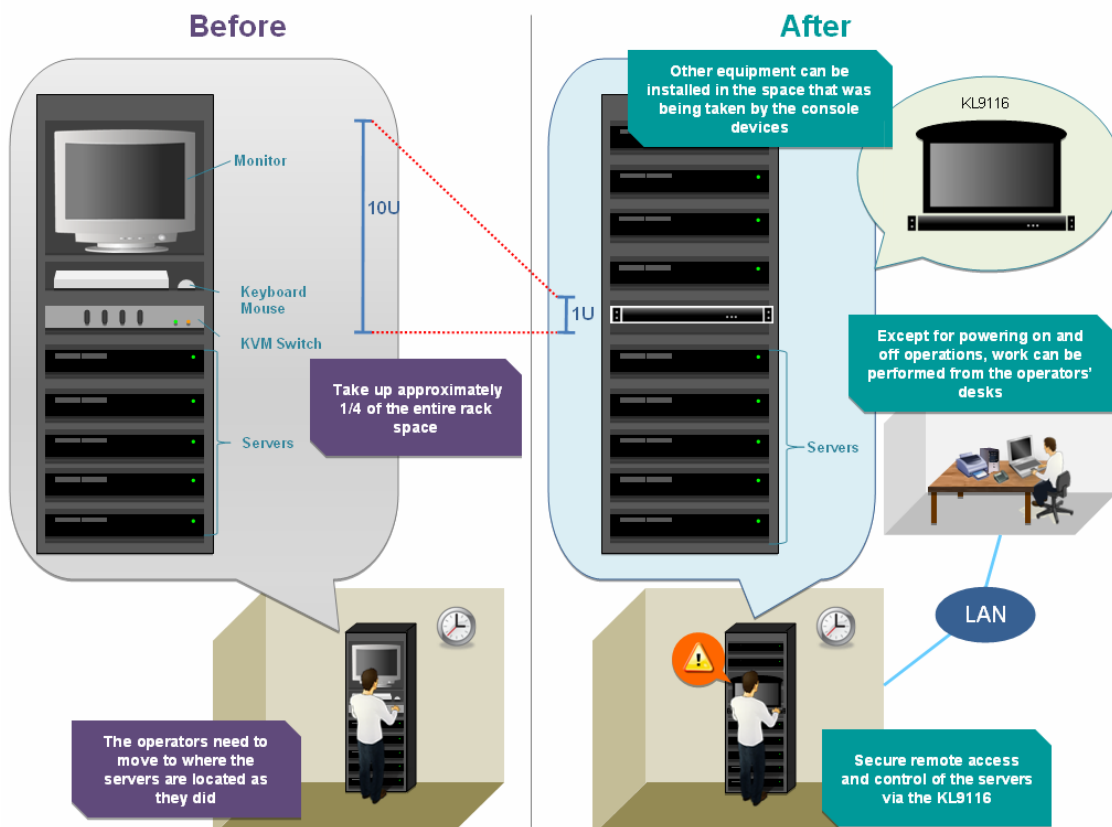 Before
Monitor
10U
Keyboard
Mouse
KVM Switch
Take up approximately
1/4 of the entire rack
space
Servers
The operators need to
move to where the
servers are located as
they did
After
Other equipment can be
installed in the space that was
being taken by the console
devices
KL9116
1U
Except for powering on and
off operations, work can be
performed from the operators'
desks
Servers
LAN
Secure remote access
and control of the servers
via the KL9116